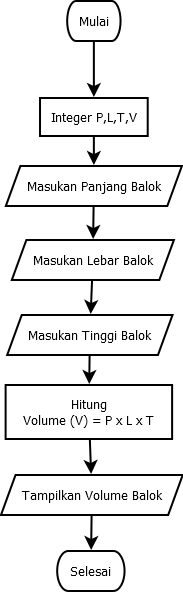 Mulai
Integer P,L,T,V
Masukan Panjang Balok
Masukan Lebar Balok
Masukan Tinggi Balok
Hitung
Volume (V) = P x L x T
Tampilkan Volume Balok
Selesai